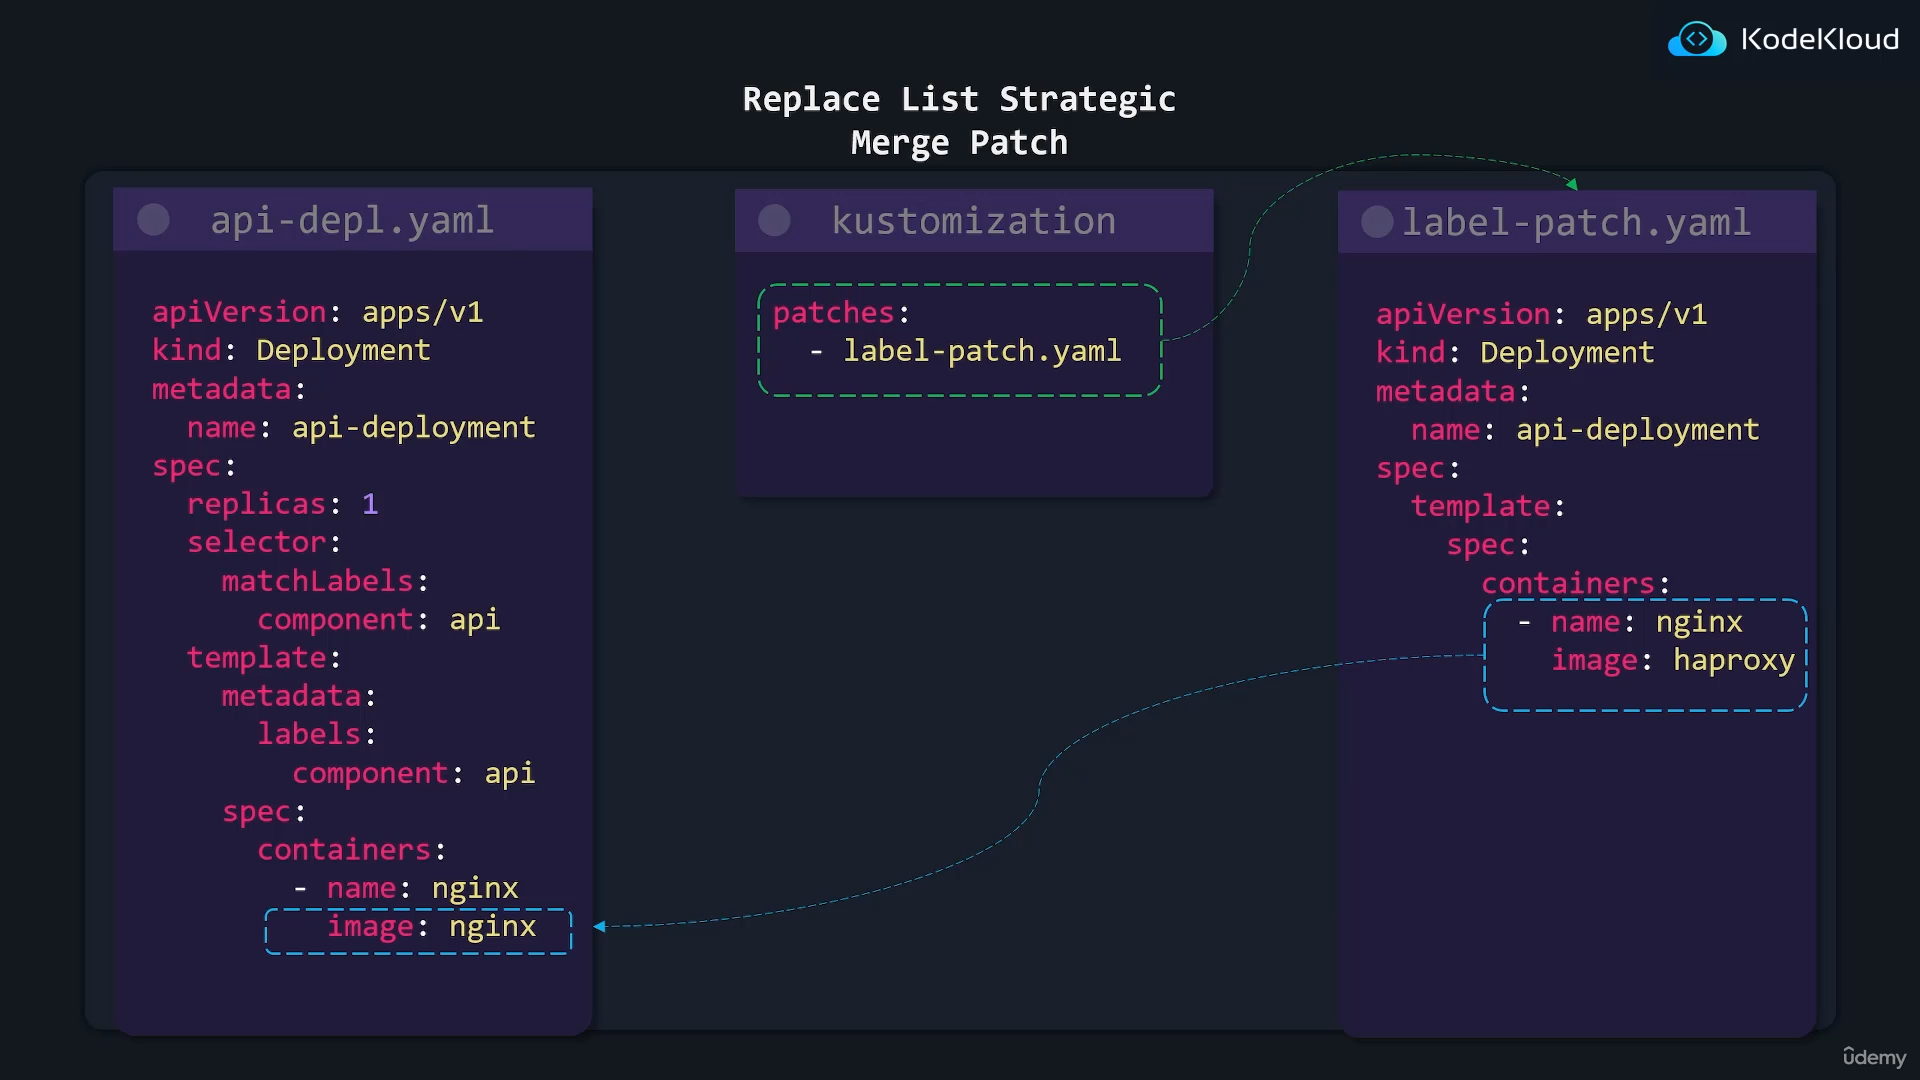 KodeKloud
Replace List Strategic
Merge Patch
api-depl.yaml
apiVersion: apps/v1
kind: Deployment
metadata:
  name: api-deployment
spec:
  replicas: 1
  selector:
    matchLabels:
      component: api
  template:
    metadata:
      labels:
        component: api
    spec:
      containers:
        - name: nginx
          image: nginx
kustomization
patches:
  - label-patch.yaml
label-patch.yaml
apiVersion: apps/v1
kind: Deployment
metadata:
  name: api-deployment
spec:
  template:
    spec:
      containers:
        - name: nginx
          image: haproxy
udemy